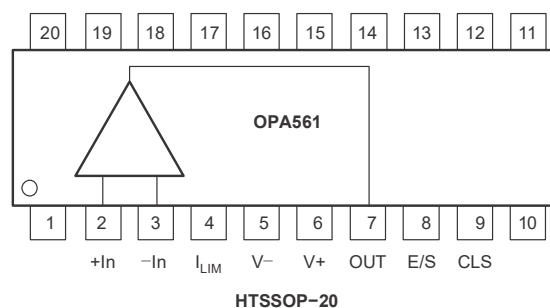 20 19 18 17 16 15 14 13 12 11
OPA561
1 2 3 4 5 6 7 8 9 10
+In −In I_LIM V− V+ OUT E/S CLS
HTSSOP−20